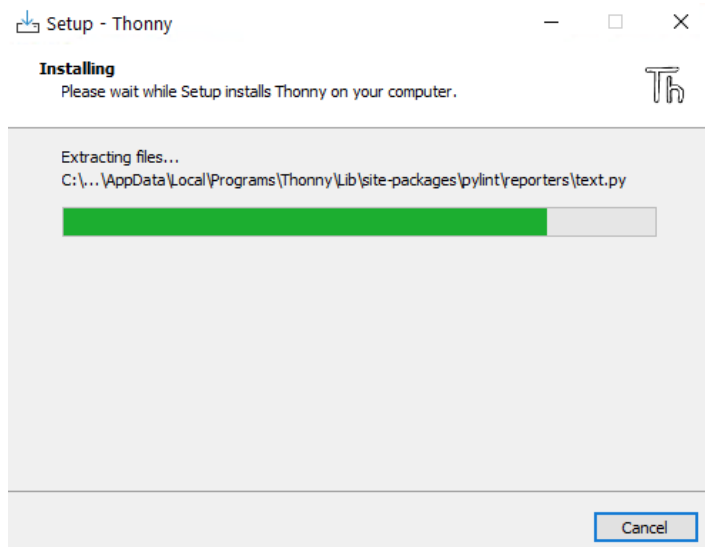 Setup - Thonny
Installing
Please wait while Setup installs Thonny on your computer.
Th
Extracting files...
C:\...\AppData\Local\Programs\Thonny\Lib\site-packages\pylint\reporters\text.py
Cancel